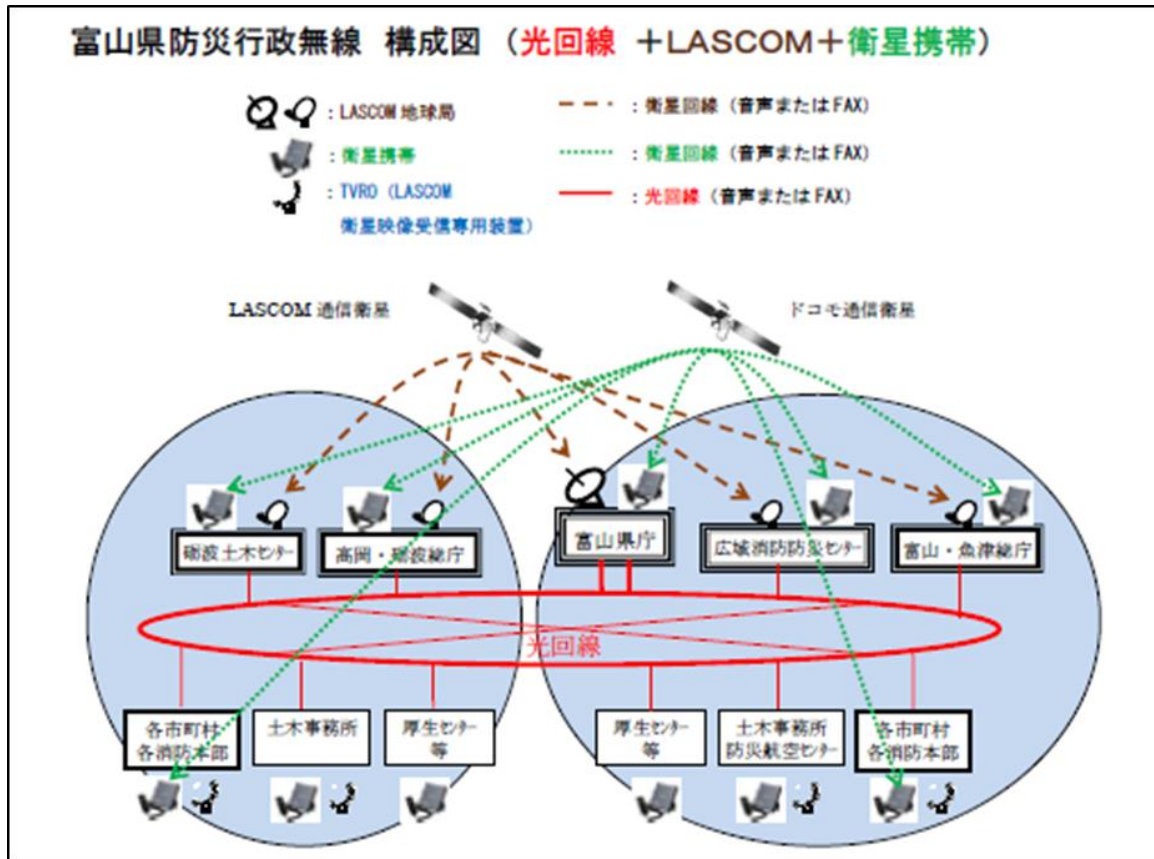 富山県防災行政無線 構成図 (光回線 +LASCOM+衛星携帯)
:LASCOM地球局
:衛星回線 (音声またはFAX)
:衛星携帯
:衛星回線 (音声またはFAX)
:TVRO (LASCOM
衛星映像受信専用装置)
:光回線 (音声またはFAX)
LASCOM 通信衛星
ドコモ通信衛星
砺波土木センター
高岡・砺波総庁
富山県庁
広域消防防災センター
富山・魚津総庁
光回線
各市町村
各消防本部
土木事務所
厚生センター
等
厚生センター
等
土木事務所
防災航空センター
各市町村
各消防本部